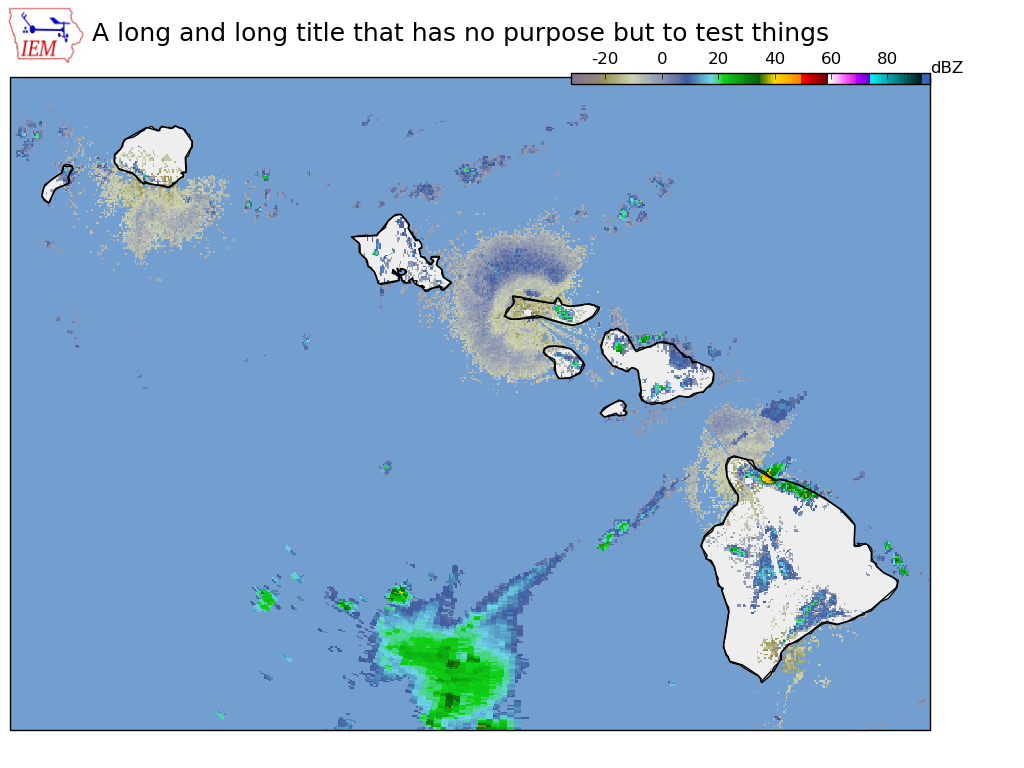 IEM
A long and long title that has no purpose but to test things
-20 0 20 40 60 80 dBZ